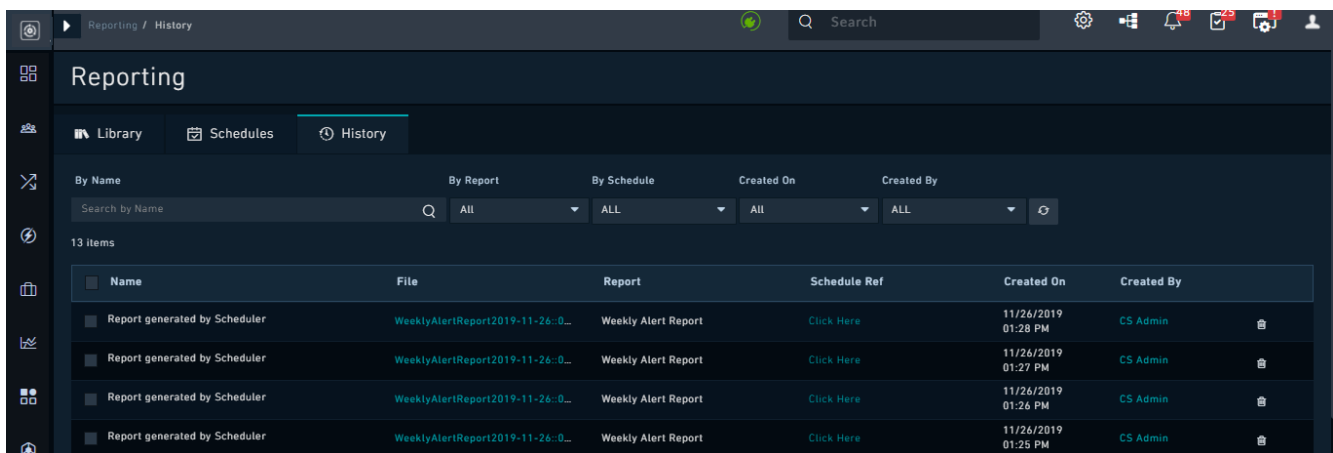 Reporting / History
Search
48
25
!
Reporting
Library Schedules History
By Name By Report By Schedule Created On Created By
Search by Name All ALL All ALL
13 items
Name File Report Schedule Ref Created On Created By
Report generated by Scheduler WeeklyAlertReport2019-11-26::0... Weekly Alert Report Click Here 11/26/2019 CS Admin
01:28 PM
Report generated by Scheduler WeeklyAlertReport2019-11-26::0... Weekly Alert Report Click Here 11/26/2019 CS Admin
01:27 PM
Report generated by Scheduler WeeklyAlertReport2019-11-26::0... Weekly Alert Report Click Here 11/26/2019 CS Admin
01:26 PM
Report generated by Scheduler WeeklyAlertReport2019-11-26::0... Weekly Alert Report Click Here 11/26/2019 CS Admin
01:25 PM